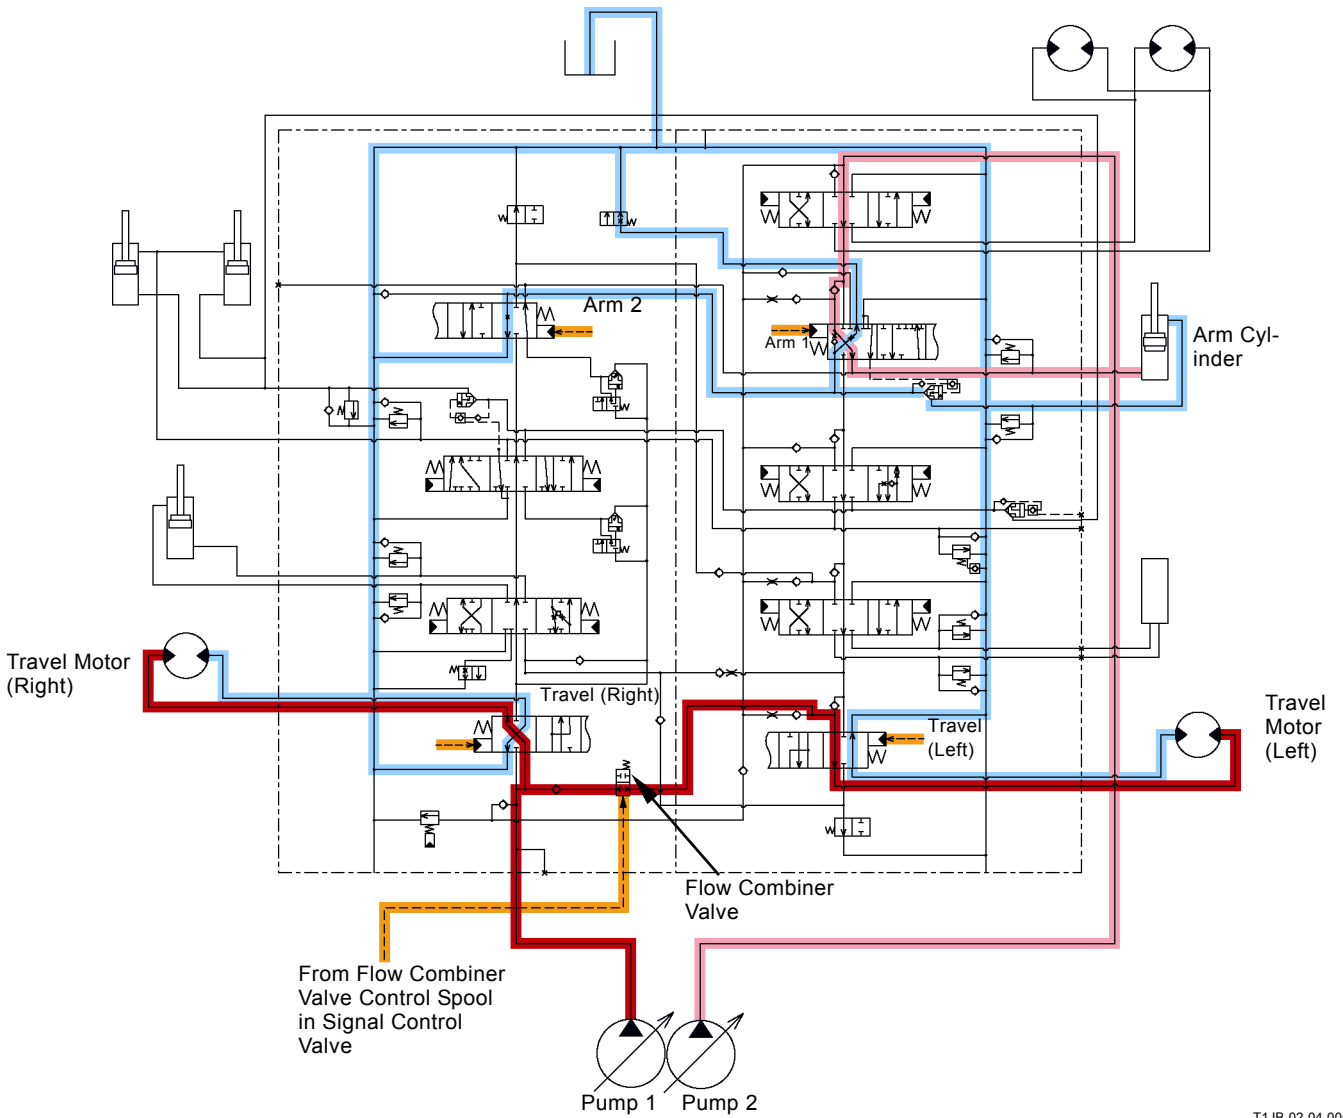 Arm 2
Arm 1
Arm Cyl-
inder
Travel Motor
(Right)
Travel (Right)
Travel
(Left)
Travel
Motor
(Left)
Flow Combiner
Valve
From Flow Combiner
Valve Control Spool
in Signal Control
Valve
Pump 1
Pump 2